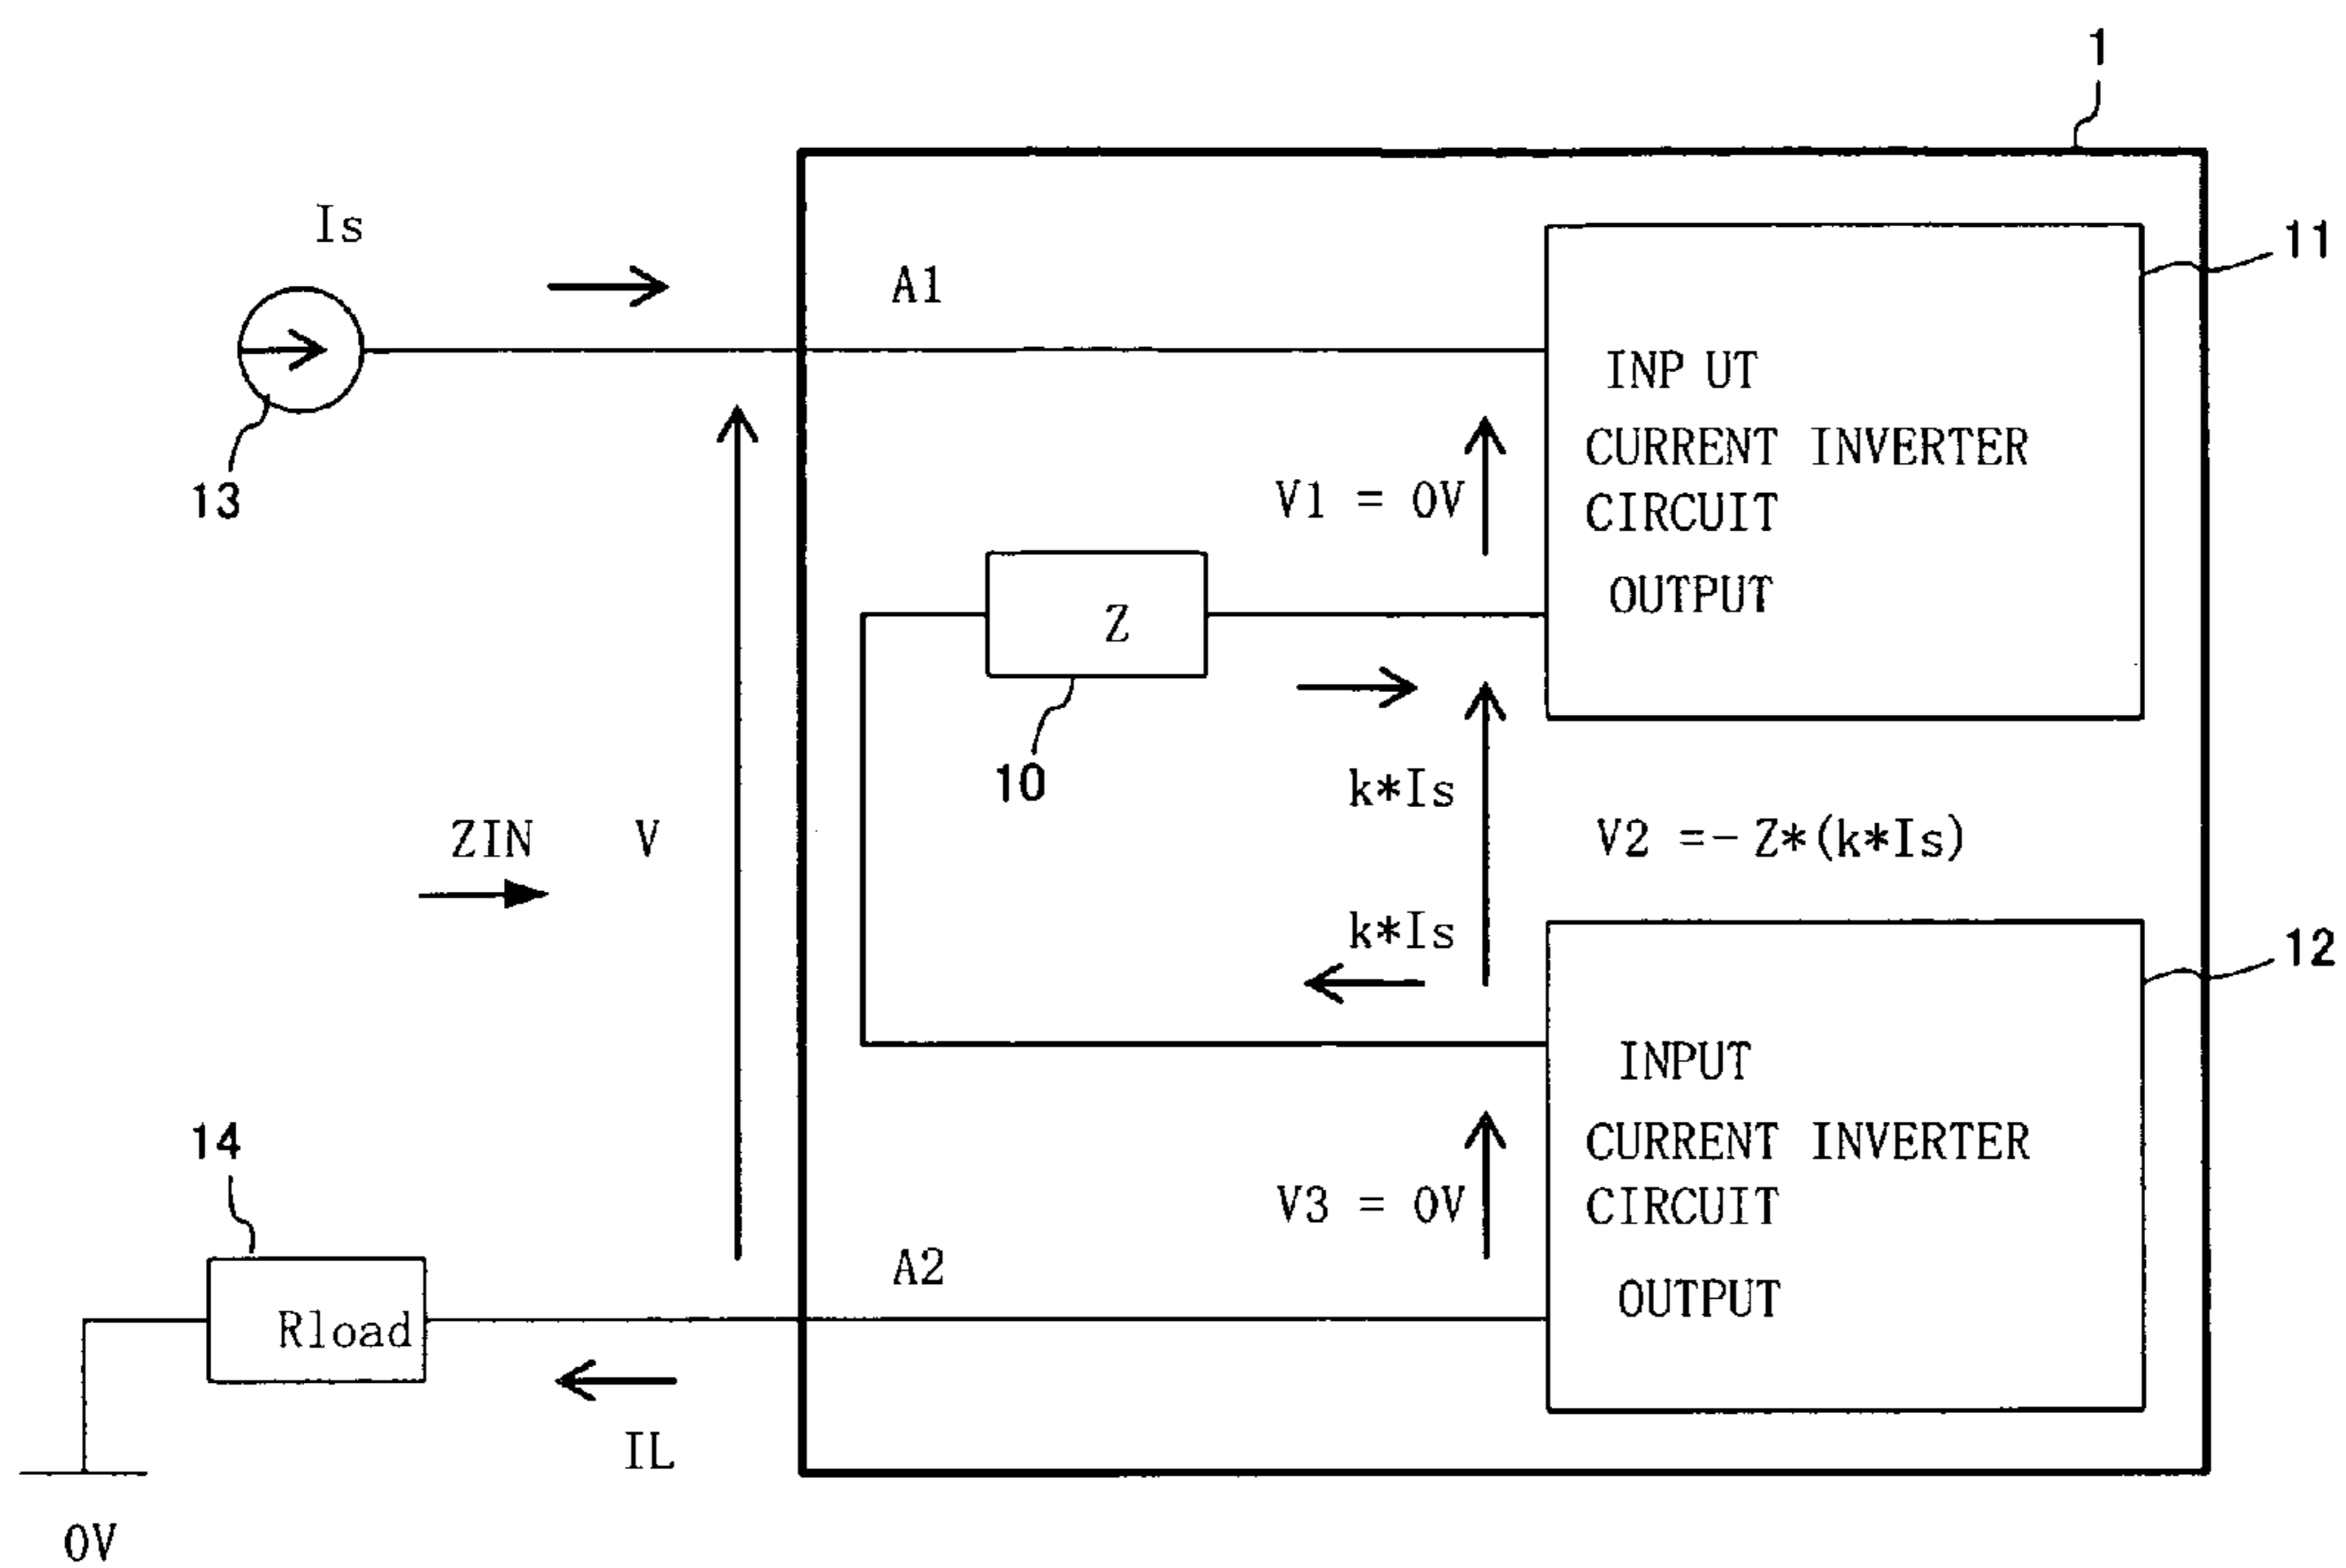 1
Is
A1
11
INP UT
CURRENT INVERTER
CIRCUIT
OUTPUT
13
V1 = 0V
Z
10
k*Is
ZIN
V
V2 =- Z*(k*Is)
k*Is
12
INPUT
CURRENT INVERTER
CIRCUIT
OUTPUT
14
V3 = 0V
A2
Rload
IL
0V